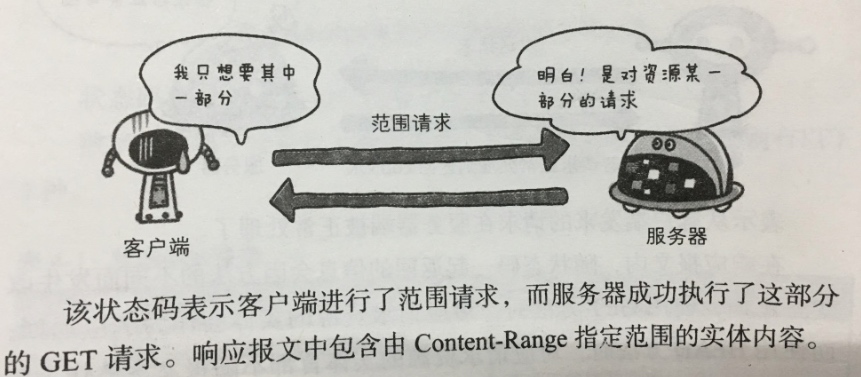 我只想要其中
部分
明白！是对资源某一
部分的请求
范围请求
客户端
服务器
该状态码表示客户端进行了范围请求，而服务器成功执行了这部分
的 GET 请求。响应报文中包含由 Content-Range 指定范围的实体内容。